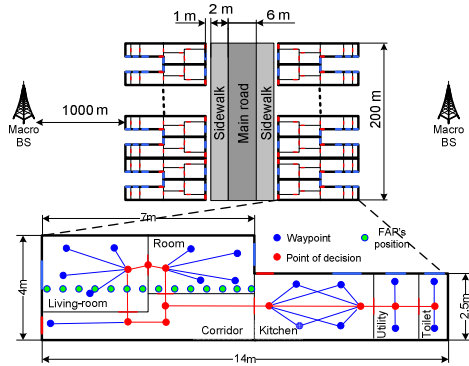 1 m
2 m
6 m
1000 m
Macro
BS
Sidewalk
Main road
Sidewalk
200 m
Macro
BS
7m
Room
Waypoint
FAP's
position
Point of decision
4m
Living-room
Corridor
Kitchen
Utility
Toilet
2.5m
14m